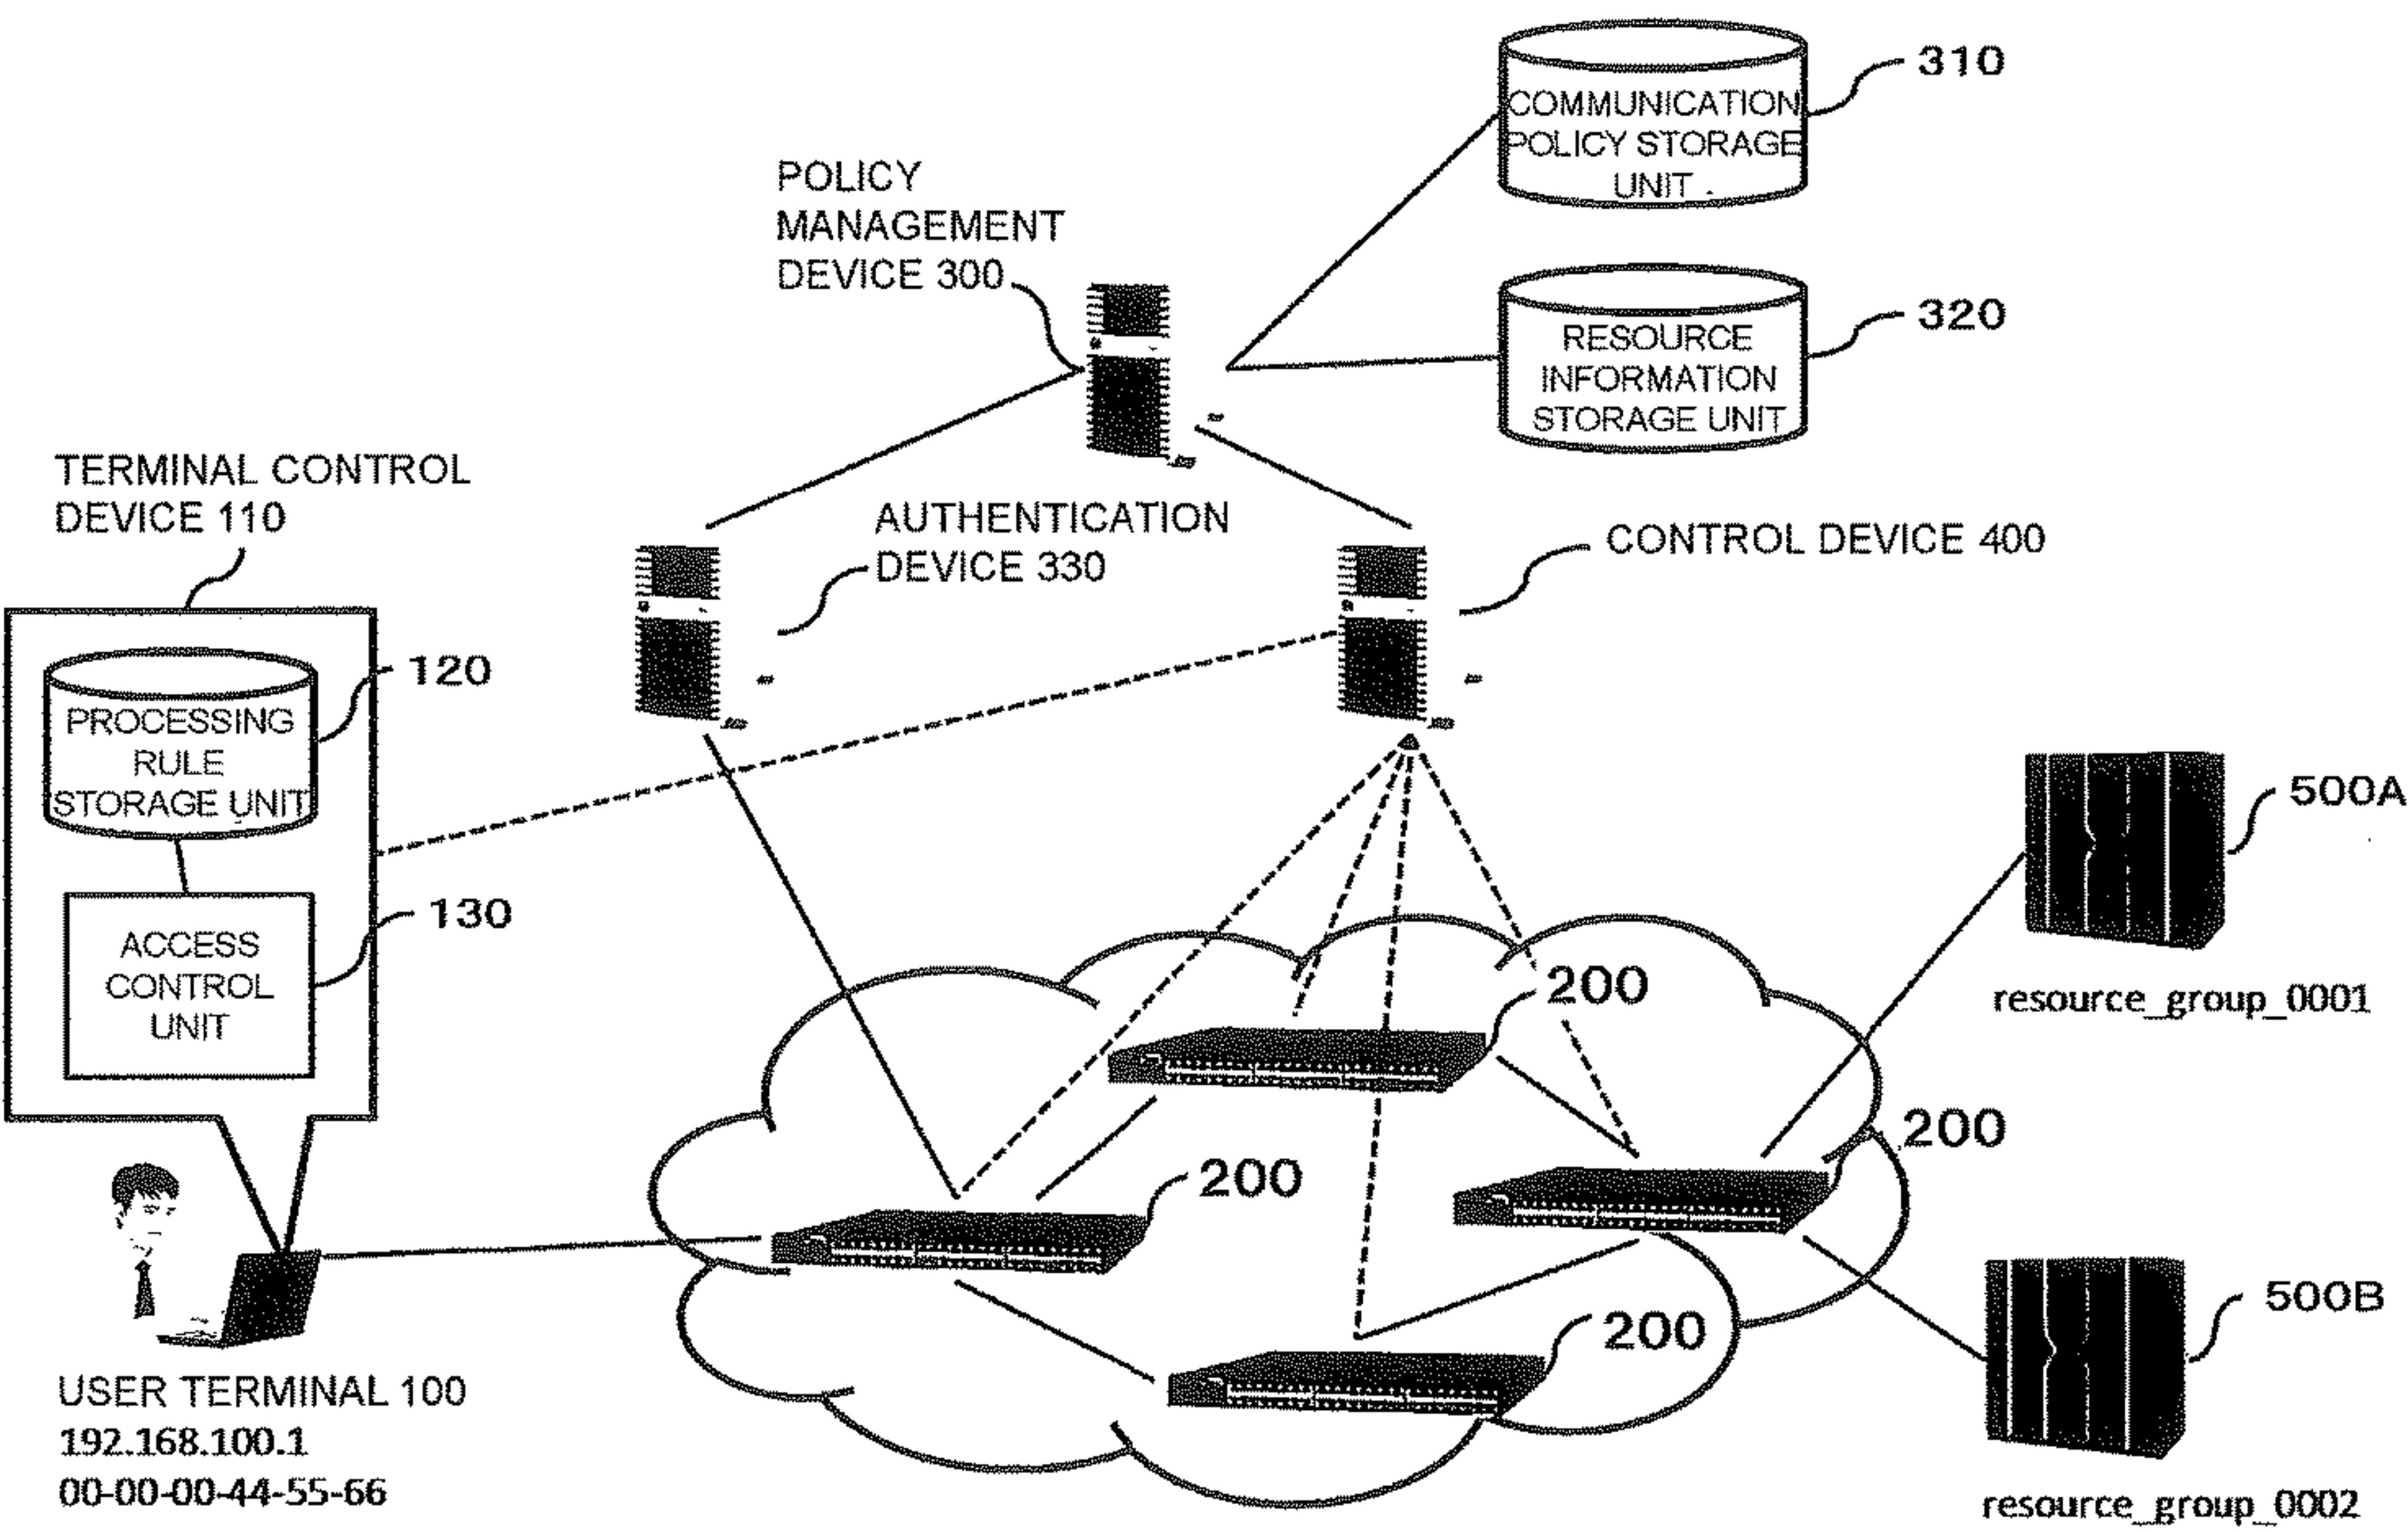 310
COMMUNICATION
POLICY STORAGE
UNIT
POLICY
MANAGEMENT
DEVICE 300
320
RESOURCE
INFORMATION
STORAGE UNIT
TERMINAL CONTROL
DEVICE 110
AUTHENTICATION
DEVICE 330
CONTROL DEVICE 400
120
PROCESSING
RULE
STORAGE UNIT
130
ACCESS
CONTROL
UNIT
500A
resource_group_0001
200
200
200
200
500B
resource_group_0002
USER TERMINAL 100
192.168.100.1
00-00-00-44-55-66